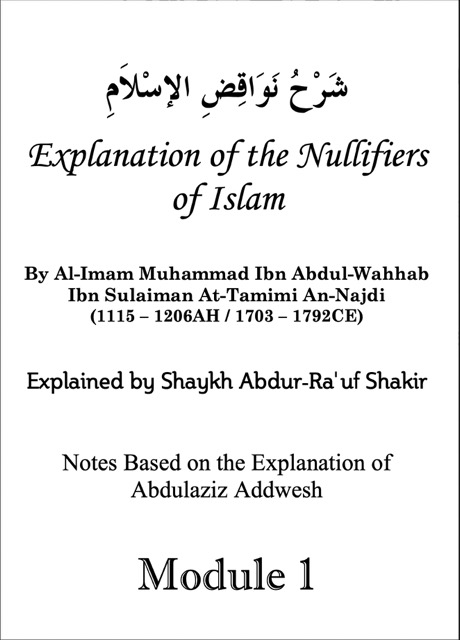 شَرْحُ نَوَاقِضِ الإِسْلَامِ
Explanation of the Nullifiers
of Islam
By Al-Imam Muhammad Ibn Abdul-Wahhab
Ibn Sulaiman At-Tamimi An-Najdi
(1115 – 1206AH / 1703 – 1792CE)
Explained by Shaykh Abdur-Ra'uf Shakir
Notes Based on the Explanation of
Abdulaziz Addwesh
Module 1